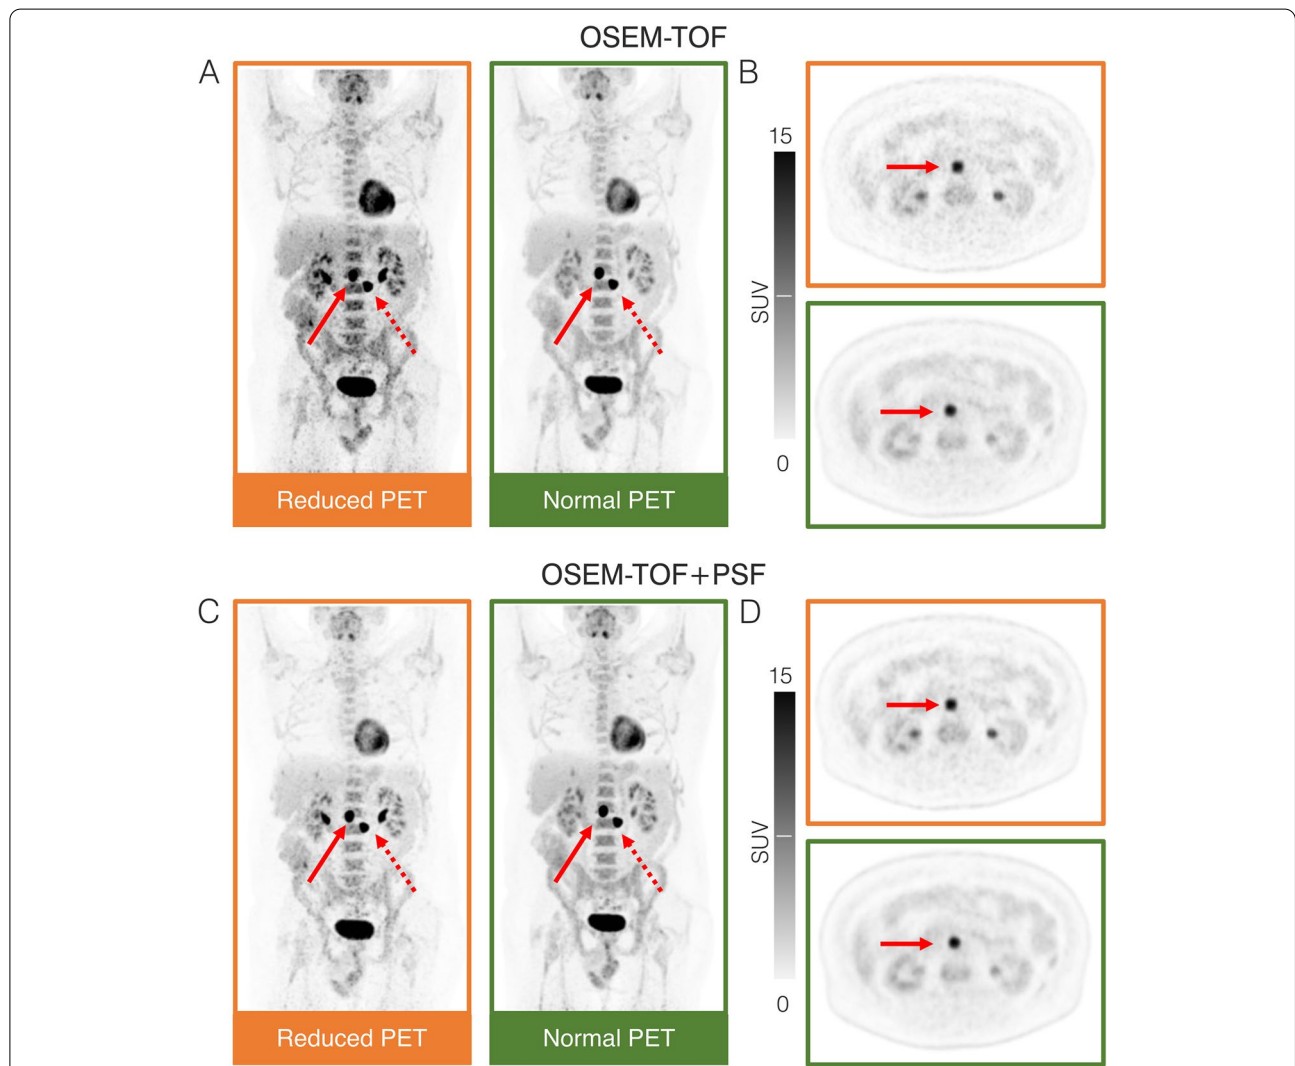 OSEM-TOF
A
B
15
SUV
0
Reduced PET
Normal PET
OSEM-TOF+PSF
C
D
15
SUV
0
Reduced PET
Normal PET